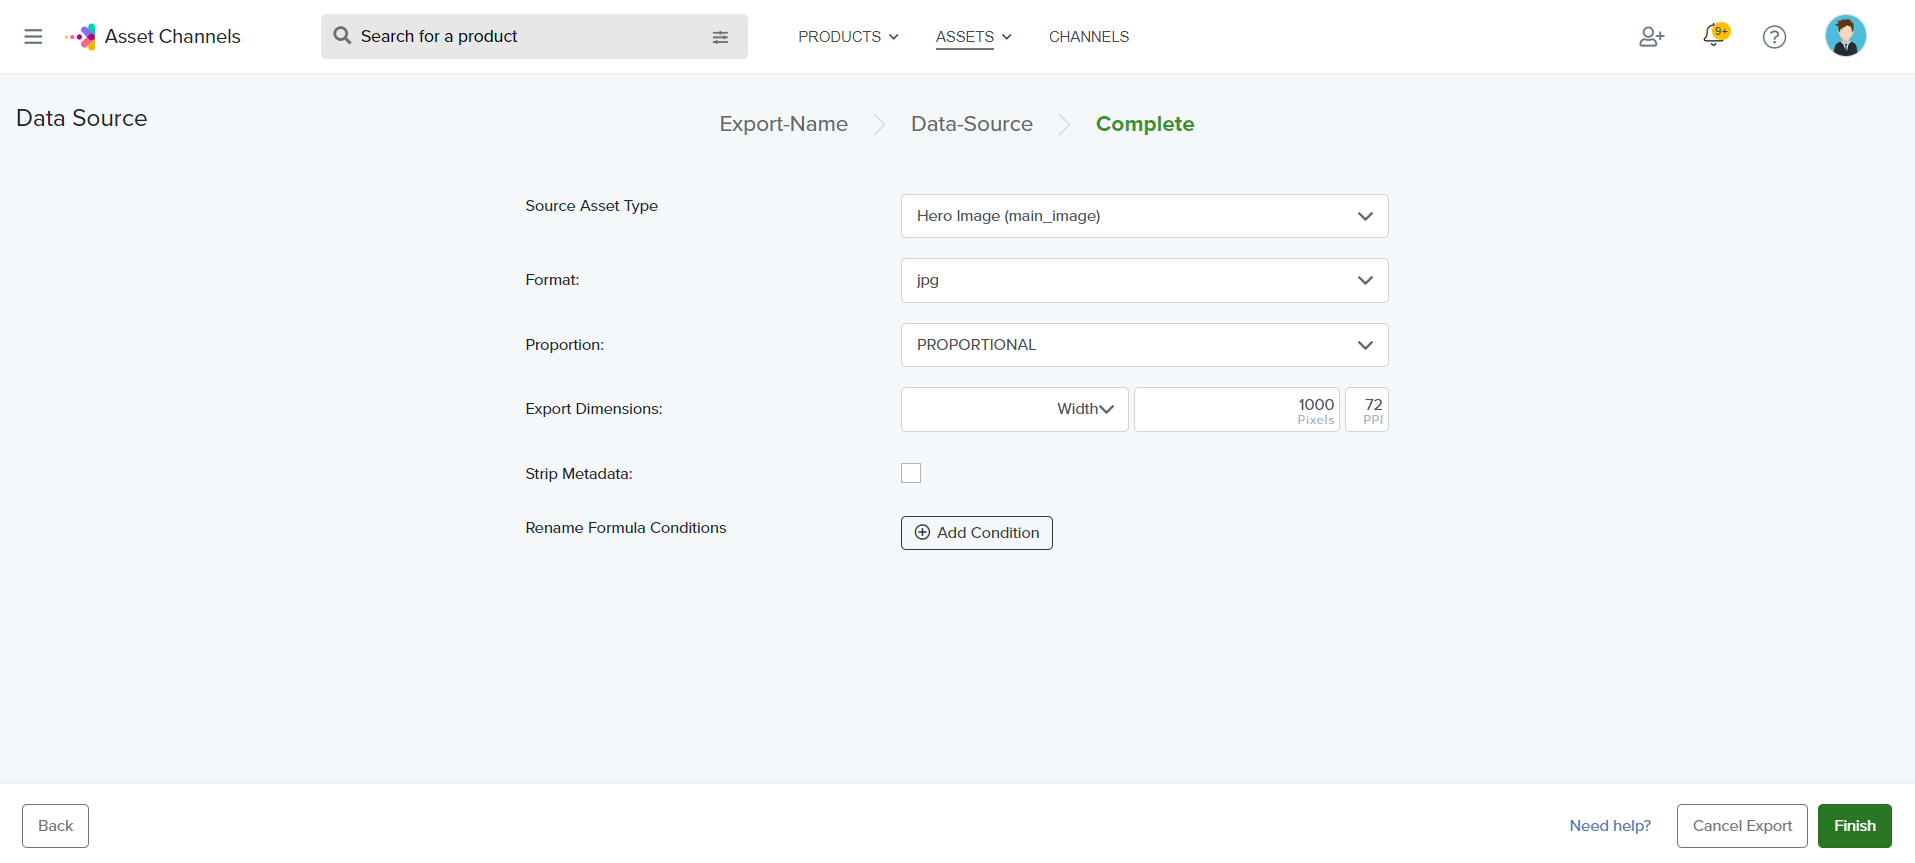 Asset Channels
Search for a product
PRODUCTS
ASSETS
CHANNELS
9+
Data Source
Export-Name
Data-Source
Complete
Source Asset Type
Hero Image (main_image)
Format:
jpg
Proportion:
PROPORTIONAL
Export Dimensions:
Width
1000
Pixels
72
PPI
Strip Metadata:
Rename Formula Conditions
Add Condition
Back
Need help?
Cancel Export
Finish